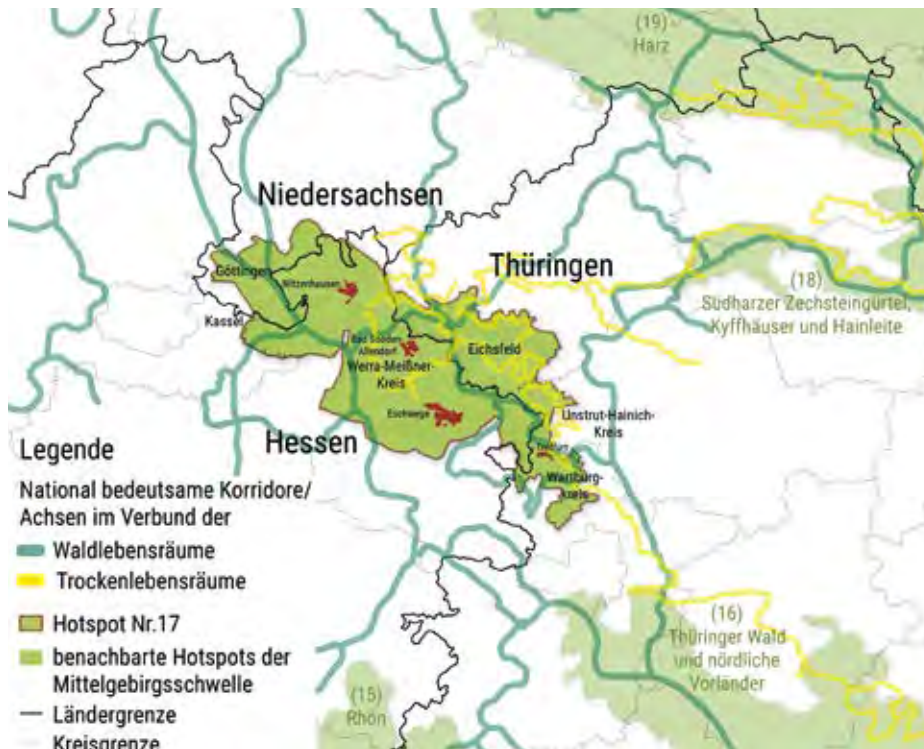 (19)
Harz
Niedersachsen
Thüringen
Göttingen
Witzenhausen
(18)
Südharzer Zechsteingürtel,
Kyffhäuser und Hainleite
Kassel
Bad Sooden-
Allendorf
Eichsfeld
Werra-Meißner-
Kreis
Eschwege
Unstrut-Hainich-
Kreis
Hessen
Treffurt
Wartburg-
kreis
Legende
National bedeutsame Korridore/
Achsen im Verbund der
Waldlebensräume
Trockenlebensräume
Hotspot Nr.17
benachbarte Hotspots der
Mittelgebirgsschwelle
Ländergrenze
Kreisgrenze
(16)
Thüringer Wald
und nördliche
Vorländer
(15)
Rhön